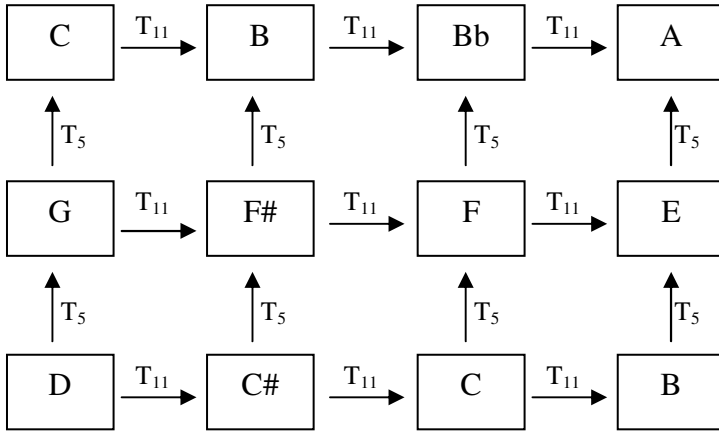 C T₁₁ B T₁₁ Bb T₁₁ A
T₅ T₅ T₅ T₅
G T₁₁ F# T₁₁ F T₁₁ E
T₅ T₅ T₅ T₅
D T₁₁ C# T₁₁ C T₁₁ B